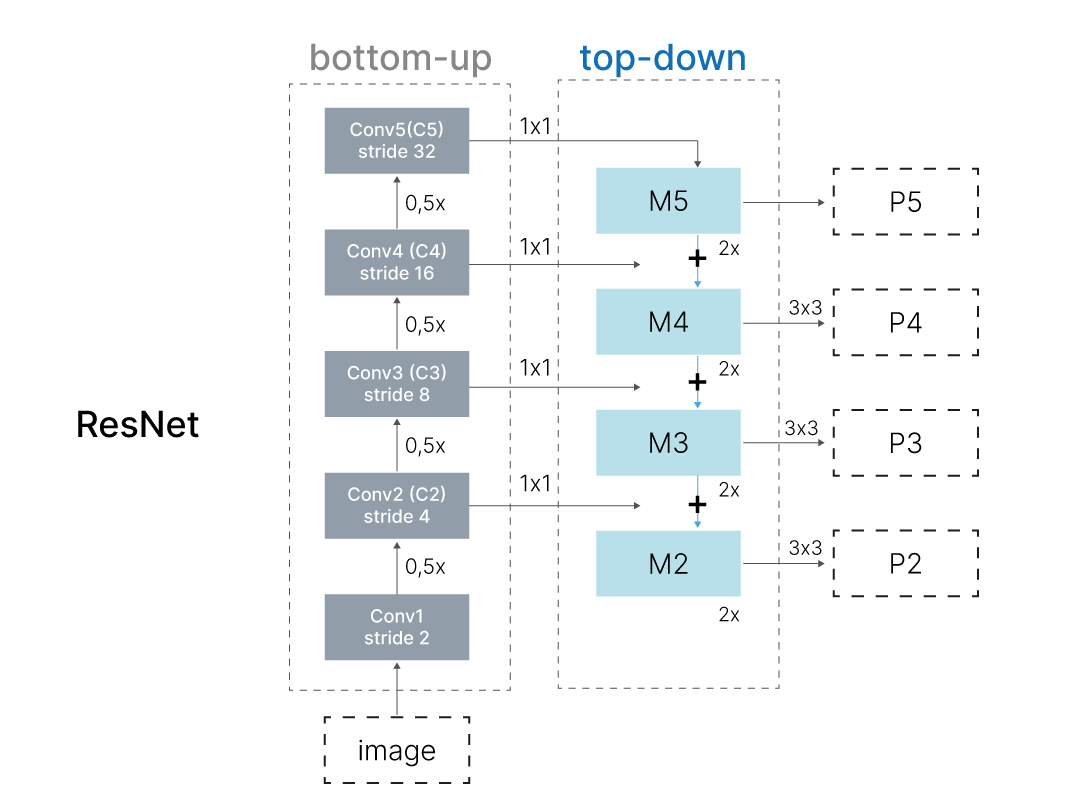 bottom-up
top-down
Conv5(C5)
stride 32
1x1
M5
P5
0,5x
2x
+
Conv4 (C4)
stride 16
1x1
M4
3x3
P4
0,5x
2x
+
Conv3 (C3)
stride 8
1x1
ResNet
M3
3x3
P3
0,5x
2x
+
Conv2 (C2)
stride 4
1x1
M2
3x3
P2
0,5x
2x
Conv1
stride 2
image